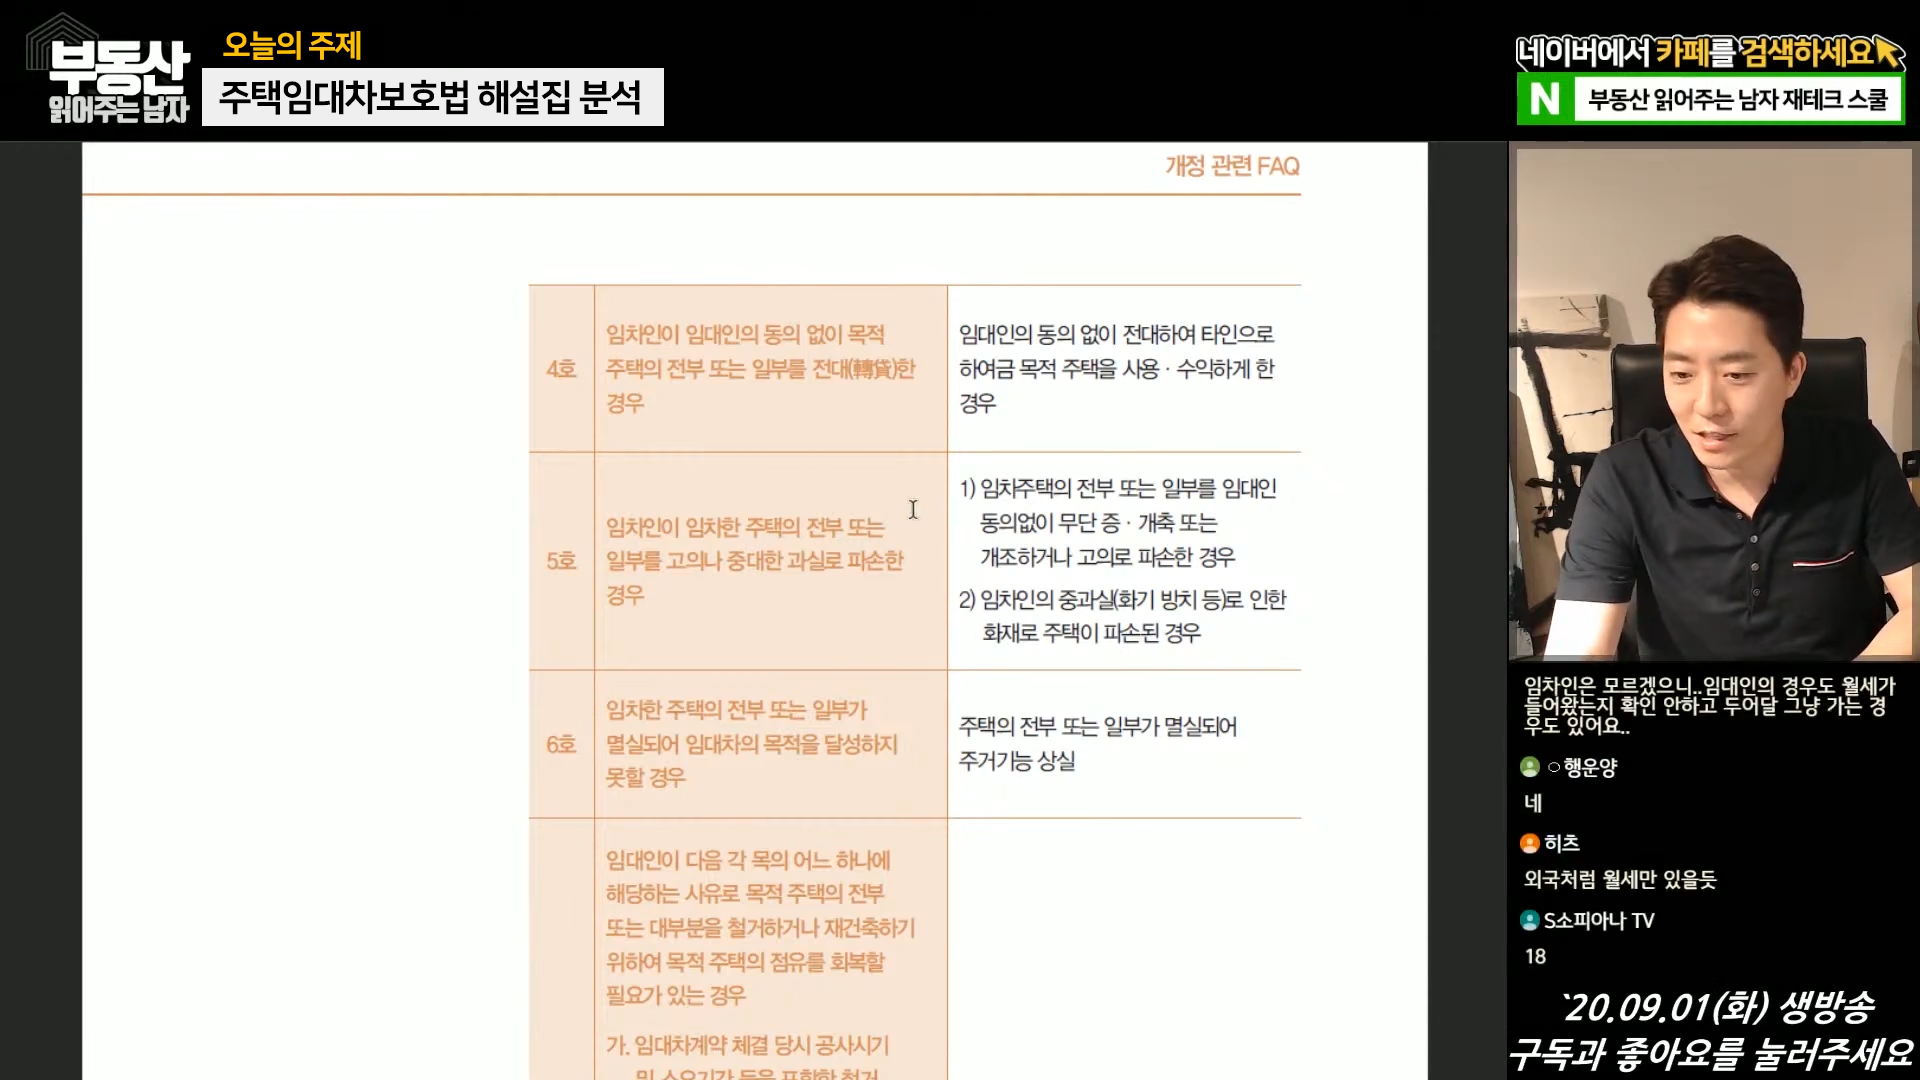 부동산
읽어주는 남자
오늘의 주제
주택임대차보호법 해설집 분석
네이버에서 카페를 검색하세요
N 부동산 읽어주는 남자 재테크 스쿨
개정 관련 FAQ
4호
임차인이 임대인의 동의 없이 목적
주택의 전부 또는 일부를 전대(轉貸)한
경우
임대인의 동의 없이 전대하여 타인으로
하여금 목적 주택을 사용 · 수익하게 한
경우
5호
임차인이 임차한 주택의 전부 또는
일부를 고의나 중대한 과실로 파손한
경우
1) 임차주택의 전부 또는 일부를 임대인
동의없이 무단 증 · 개축 또는
개조하거나 고의로 파손한 경우
2) 임차인의 중과실(화기 방치 등)로 인한
화재로 주택이 파손된 경우
6호
임차한 주택의 전부 또는 일부가
멸실되어 임대차의 목적을 달성하지
못할 경우
주택의 전부 또는 일부가 멸실되어
주거기능 상실
임대인이 다음 각 목의 어느 하나에
해당하는 사유로 목적 주택의 전부
또는 대부분을 철거하거나 재건축하기
위하여 목적 주택의 점유를 회복할
필요가 있는 경우
가. 임대차계약 체결 당시 공사시기
및 소요기간 등을 포함한 철거
임차인은 모르겠으니..임대인의 경우도 월세가
들어왔는지 확인 안하고 두어달 그냥 가는 경
우도 있어요..
○행운양
네
히츠
외국처럼 월세만 있을듯
S소피아나 TV
18
`20.09.01(화) 생방송
구독과 좋아요를 눌러주세요